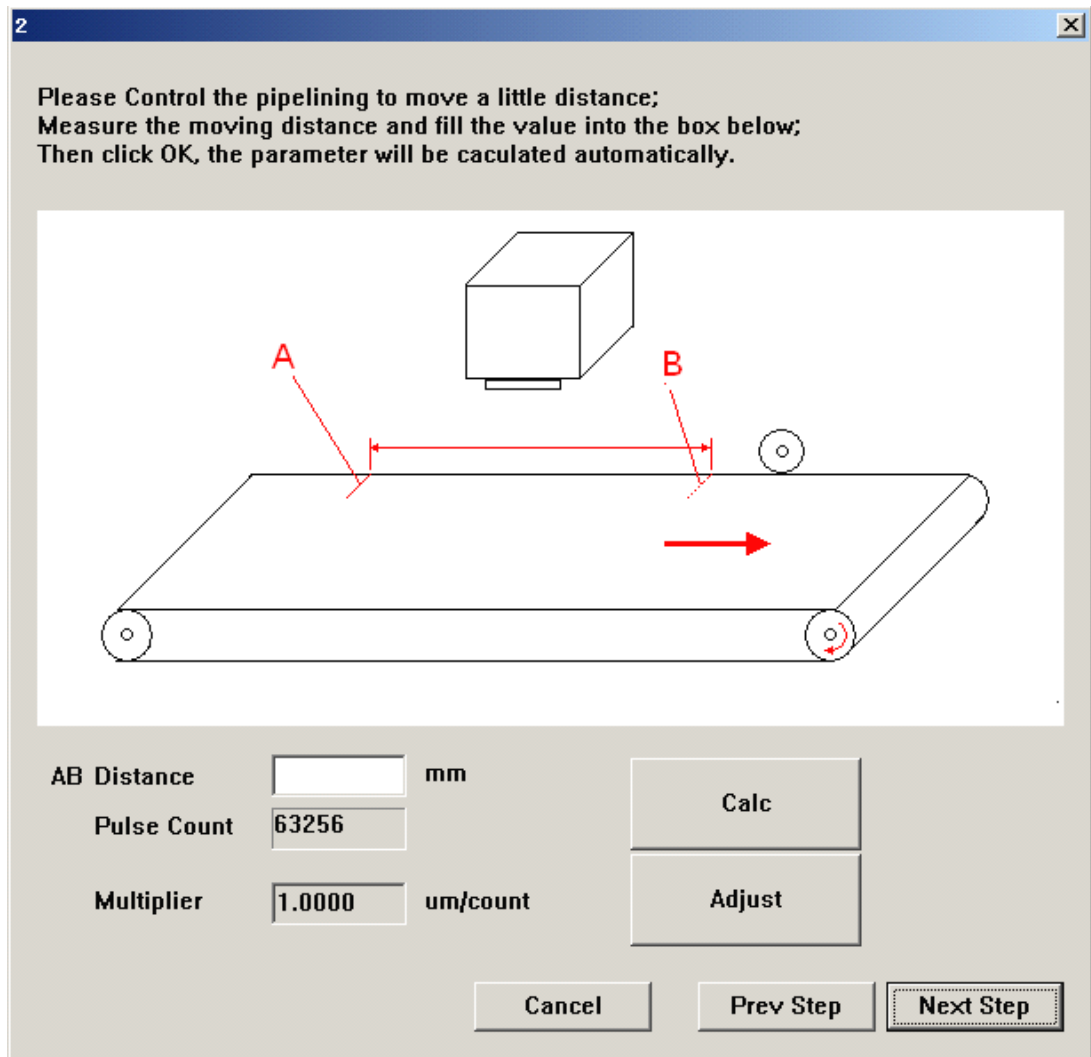 2
Please Control the pipelining to move a little distance;
Measure the moving distance and fill the value into the box below;
Then click OK, the parameter will be caculated automatically.
A
B
AB Distance mm
Pulse Count 63256
Calc
Multiplier 1.0000 um/count
Adjust
Cancel Prev Step Next Step